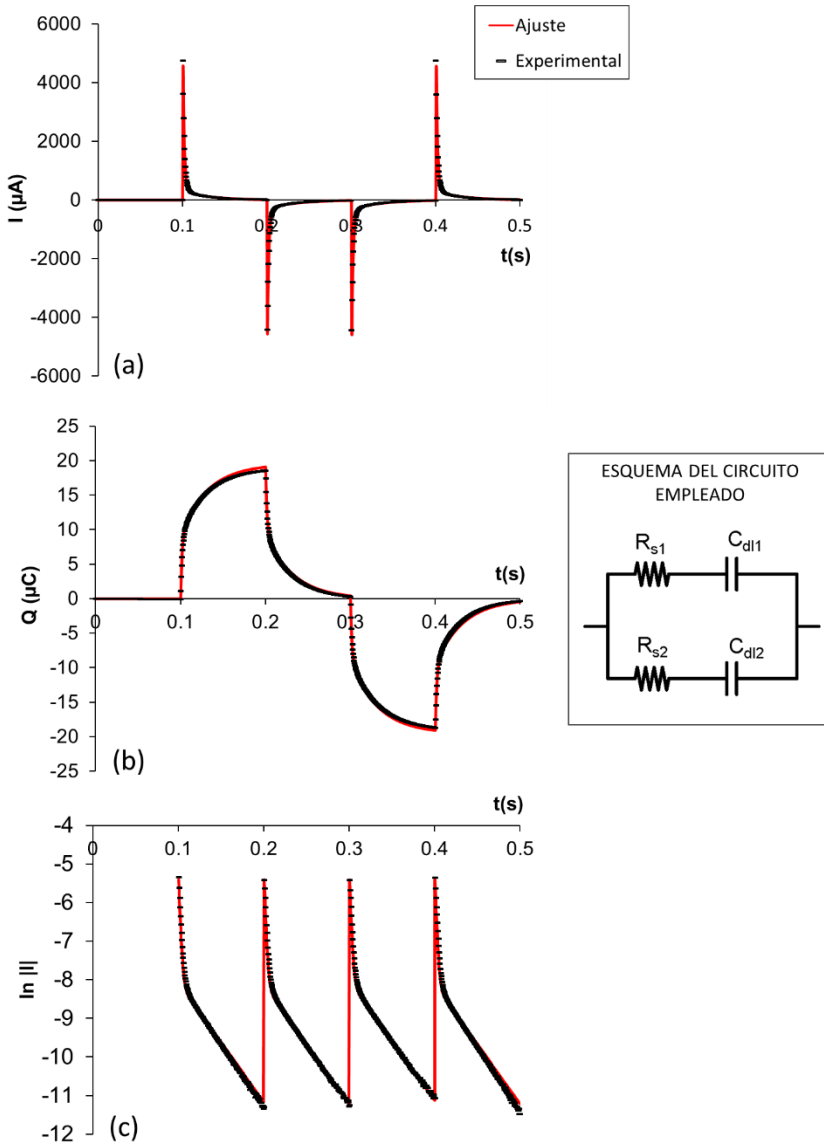 6000
4000
2000
0
-2000
-4000
-6000
I (µA)
0 0.1 0.2 0.3 0.4 0.5
t(s)
Ajuste
Experimental
(a)
25
20
15
10
5
0
-5
-10
-15
-20
-25
Q (µC)
t(s)
0 0.1 0.2 0.3 0.4 0.5
(b)
ESQUEMA DEL CIRCUITO
EMPLEADO
Rs1 Cdl1
Rs2 Cdl2
t(s)
-4
-5
-6
-7
-8
-9
-10
-11
-12
ln |I|
0 0.1 0.2 0.3 0.4 0.5
(c)